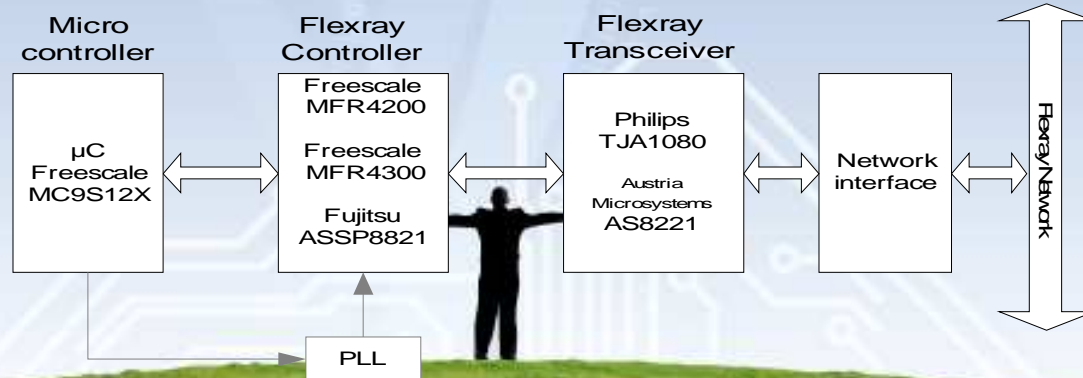 Micro
controller
Flexray
Controller
Flexray
Transceiver
µC
Freescale
MC9S12X
Freescale
MFR4200
Freescale
MFR4300
Fujitsu
ASSP8821
Philips
TJA1080
Austria
Microsystems
AS8221
Network
interface
Flexray Network
PLL